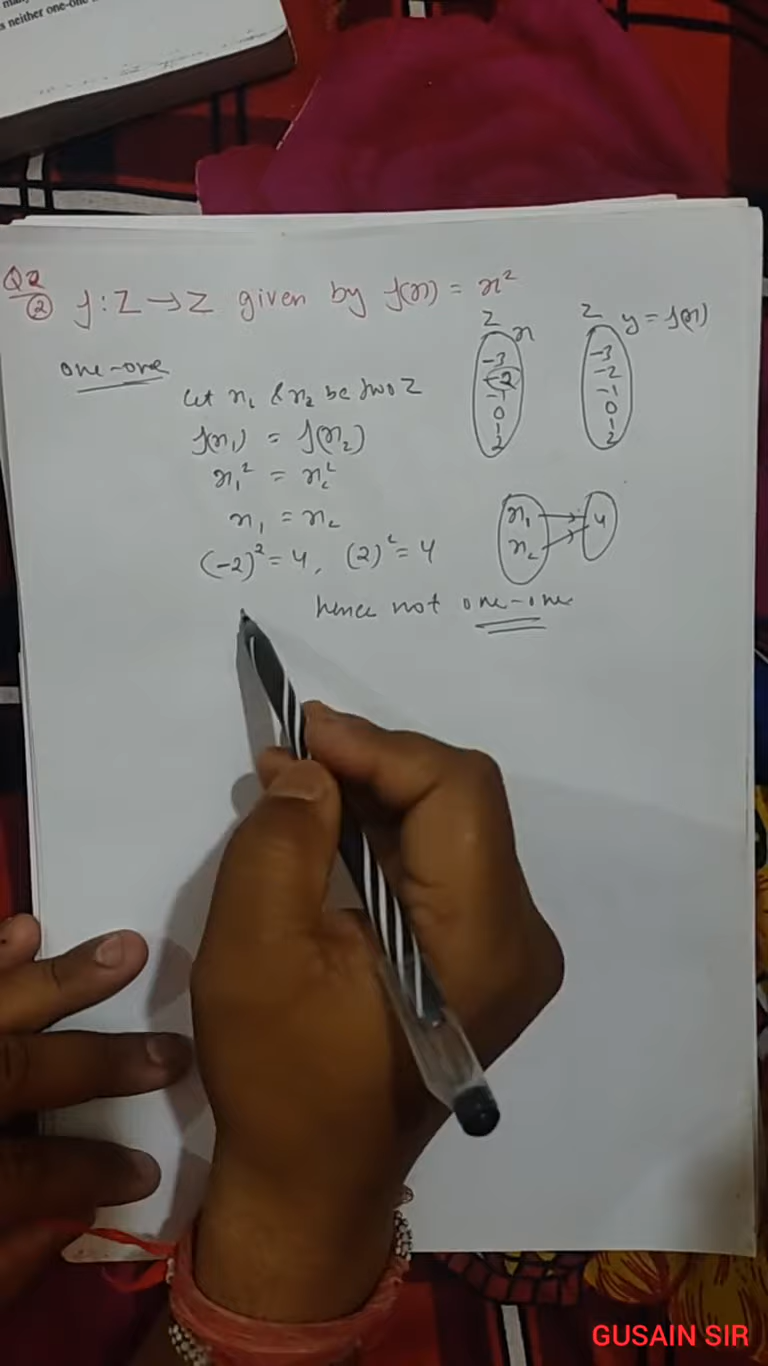 s neither one-one
Q2
② f : Z → Z given by f(x) = x²
one-one
Let x₁ & x₂ be two Z
f(x₁) = f(x₂)
x₁² = x₂²
x₁ = x₂
(-2)² = 4, (2)² = 4
hence not one-one
Z x
-3
-2
-1
0
1
2
Z y = f(x)
-3
-2
-1
0
1
2
x₁ → 4
x₂ →
GUSAIN SIR